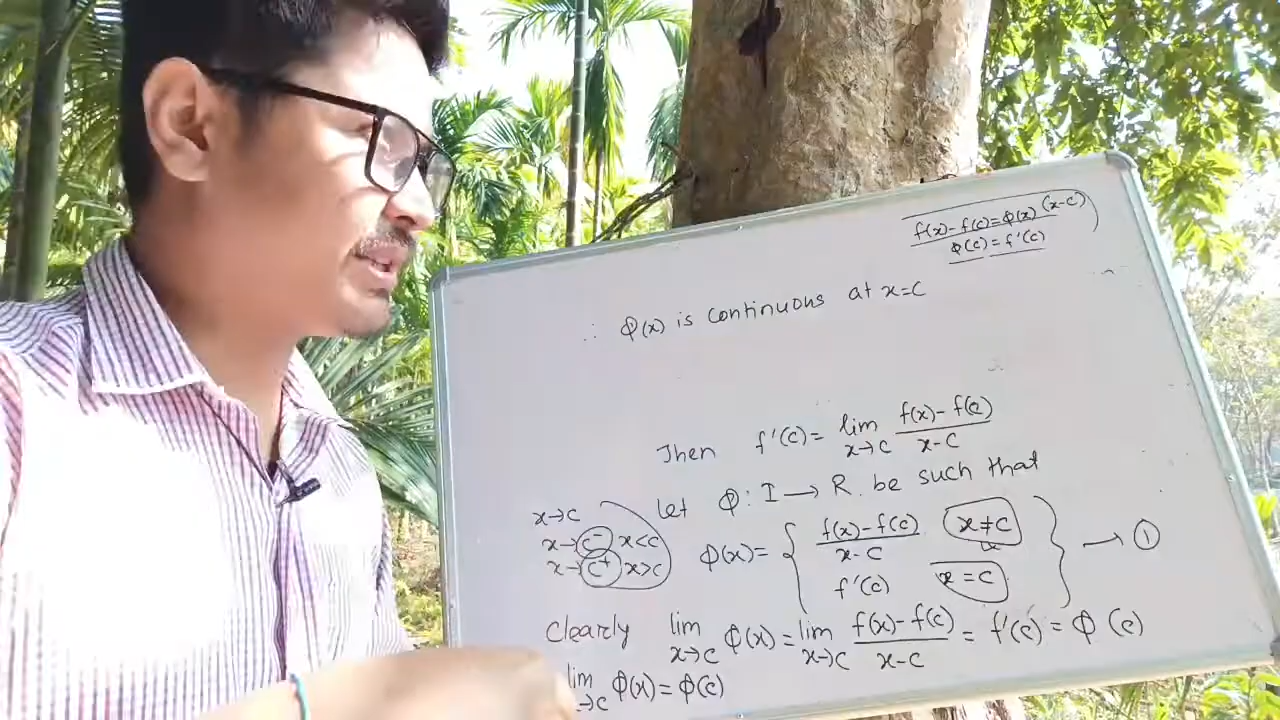 f(x)-f(c)=Φ(x)(x-c)
Φ(c)=f'(c)
∴ Φ(x) is continuous at x=c
Then f'(c)= lim x→c f(x)-f(c) / x-c
let Φ: I → R. be such that
x→c
x→c⁻ x<c
x→c⁺ x>c
Φ(x)= { f(x)-f(c) / x-c x≠c
f'(c) x=c } → ①
Clearly lim x→c Φ(x) = lim x→c f(x)-f(c) / x-c = f'(c) = Φ(c)
lim x→c Φ(x)=Φ(c)